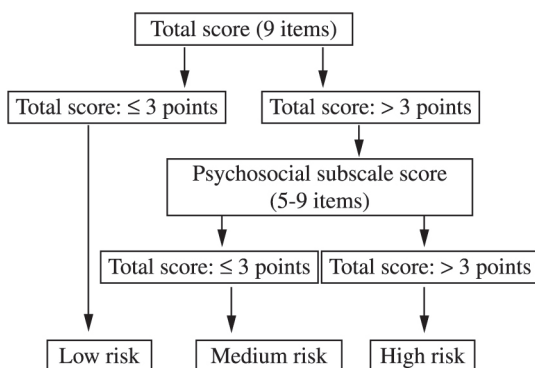 Total score (9 items)
Total score: ≤ 3 points
Total score: > 3 points
Psychosocial subscale score
(5-9 items)
Total score: ≤ 3 points
Total score: > 3 points
Low risk
Medium risk
High risk